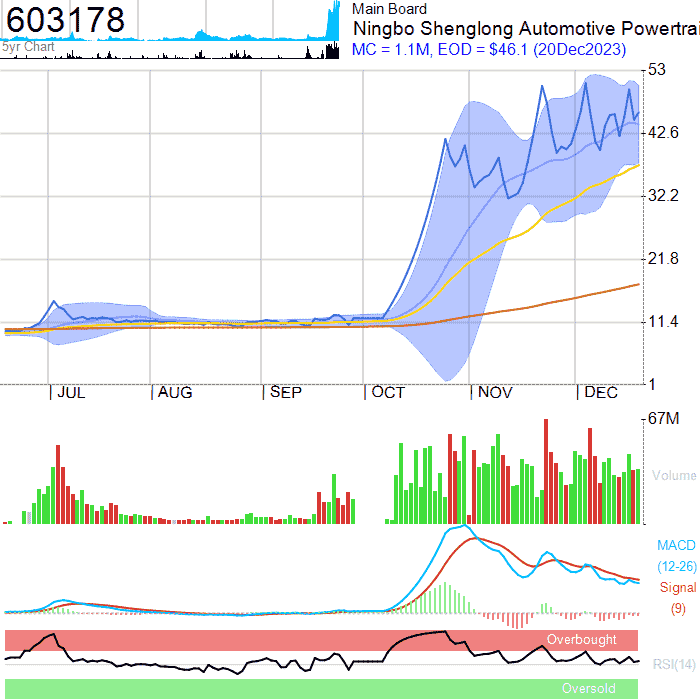 603178
Main Board
Ningbo Shenglong Automotive Powertrai
MC = 1.1M, EOD = $46.1 (20Dec2023)
5yr Chart
53
42.6
32.2
21.8
11.4
1
JUL
AUG
SEP
OCT
NOV
DEC
67M
Volume
MACD
(12-26)
Signal
(9)
Overbought
RSI(14)
Oversold